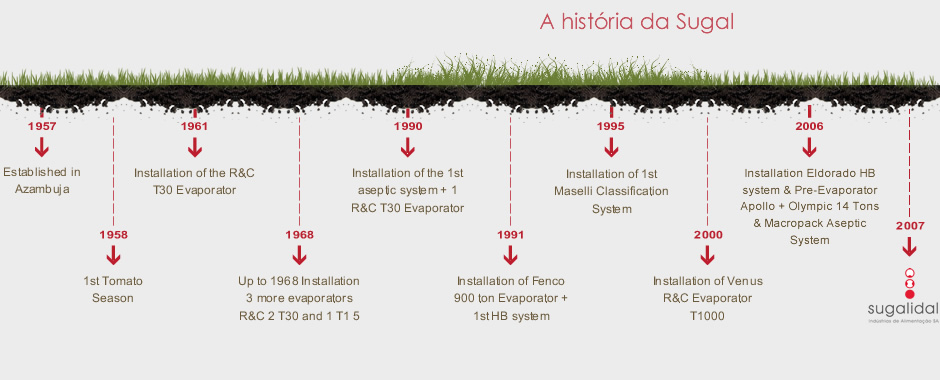 A história da Sugal
1957
Established in
Azambuja
1958
1st Tomato
Season
1961
Installation of the R&C
T30 Evaporator
1968
Up to 1968 Installation
3 more evaporators
R&C 2 T30 and 1 T1 5
1990
Installation of the 1st
aseptic system + 1
R&C T30 Evaporator
1991
Installation of Fenco
900 ton Evaporator +
1st HB system
1995
Installation of 1st
Maselli Classification
System
2000
Installation of Venus
R&C Evaporator
T1000
2006
Installation Eldorado HB
system & Pre-Evaporator
Apollo + Olympic 14 Tons
& Macropack Aseptic
System
2007
sugalidal
Indústrias de Alimentação SA